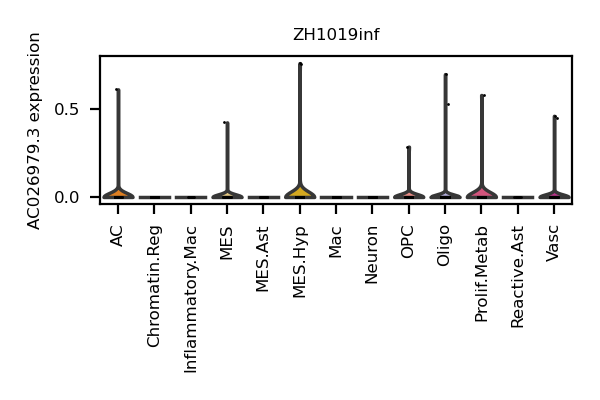 ZH1019inf
AC026979.3 expression
0.5
0.0
AC
Chromatin.Reg
Inflammatory.Mac
MES
MES.Ast
MES.Hyp
Mac
Neuron
OPC
Oligo
Prolif.Metab
Reactive.Ast
Vasc